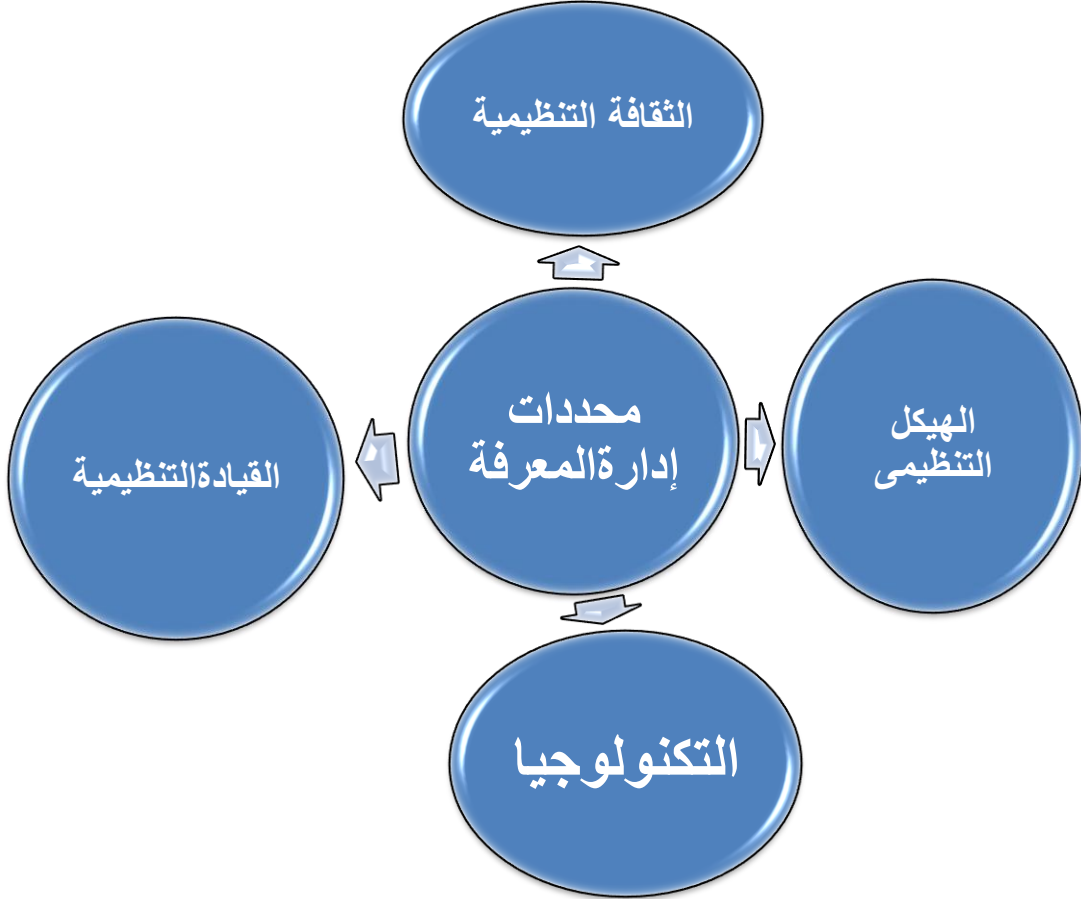 الثقافة التنظيمية
محددات
إدارةالمعرفة
الهيكل
التنظيمى
القيادةالتنظيمية
التكنولوجيا